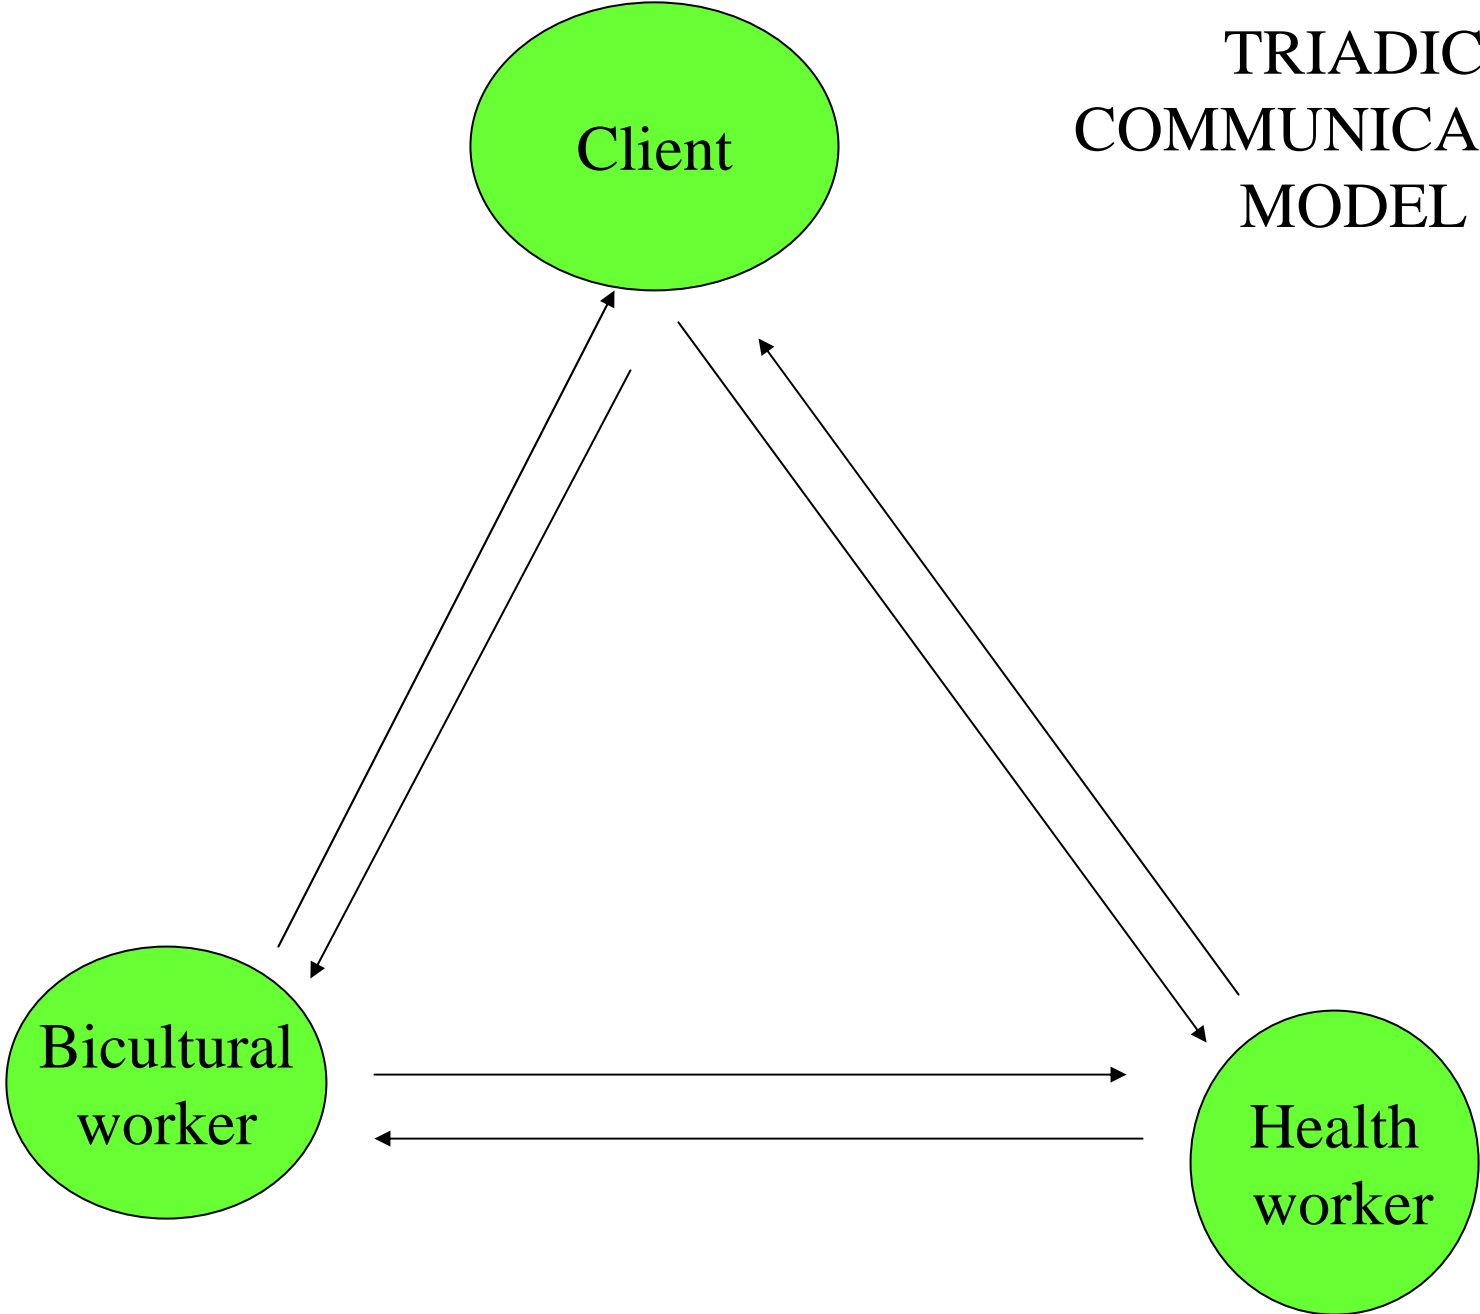 TRIADIC
COMMUNICA
MODEL
Client
Bicultural
worker
Health
worker